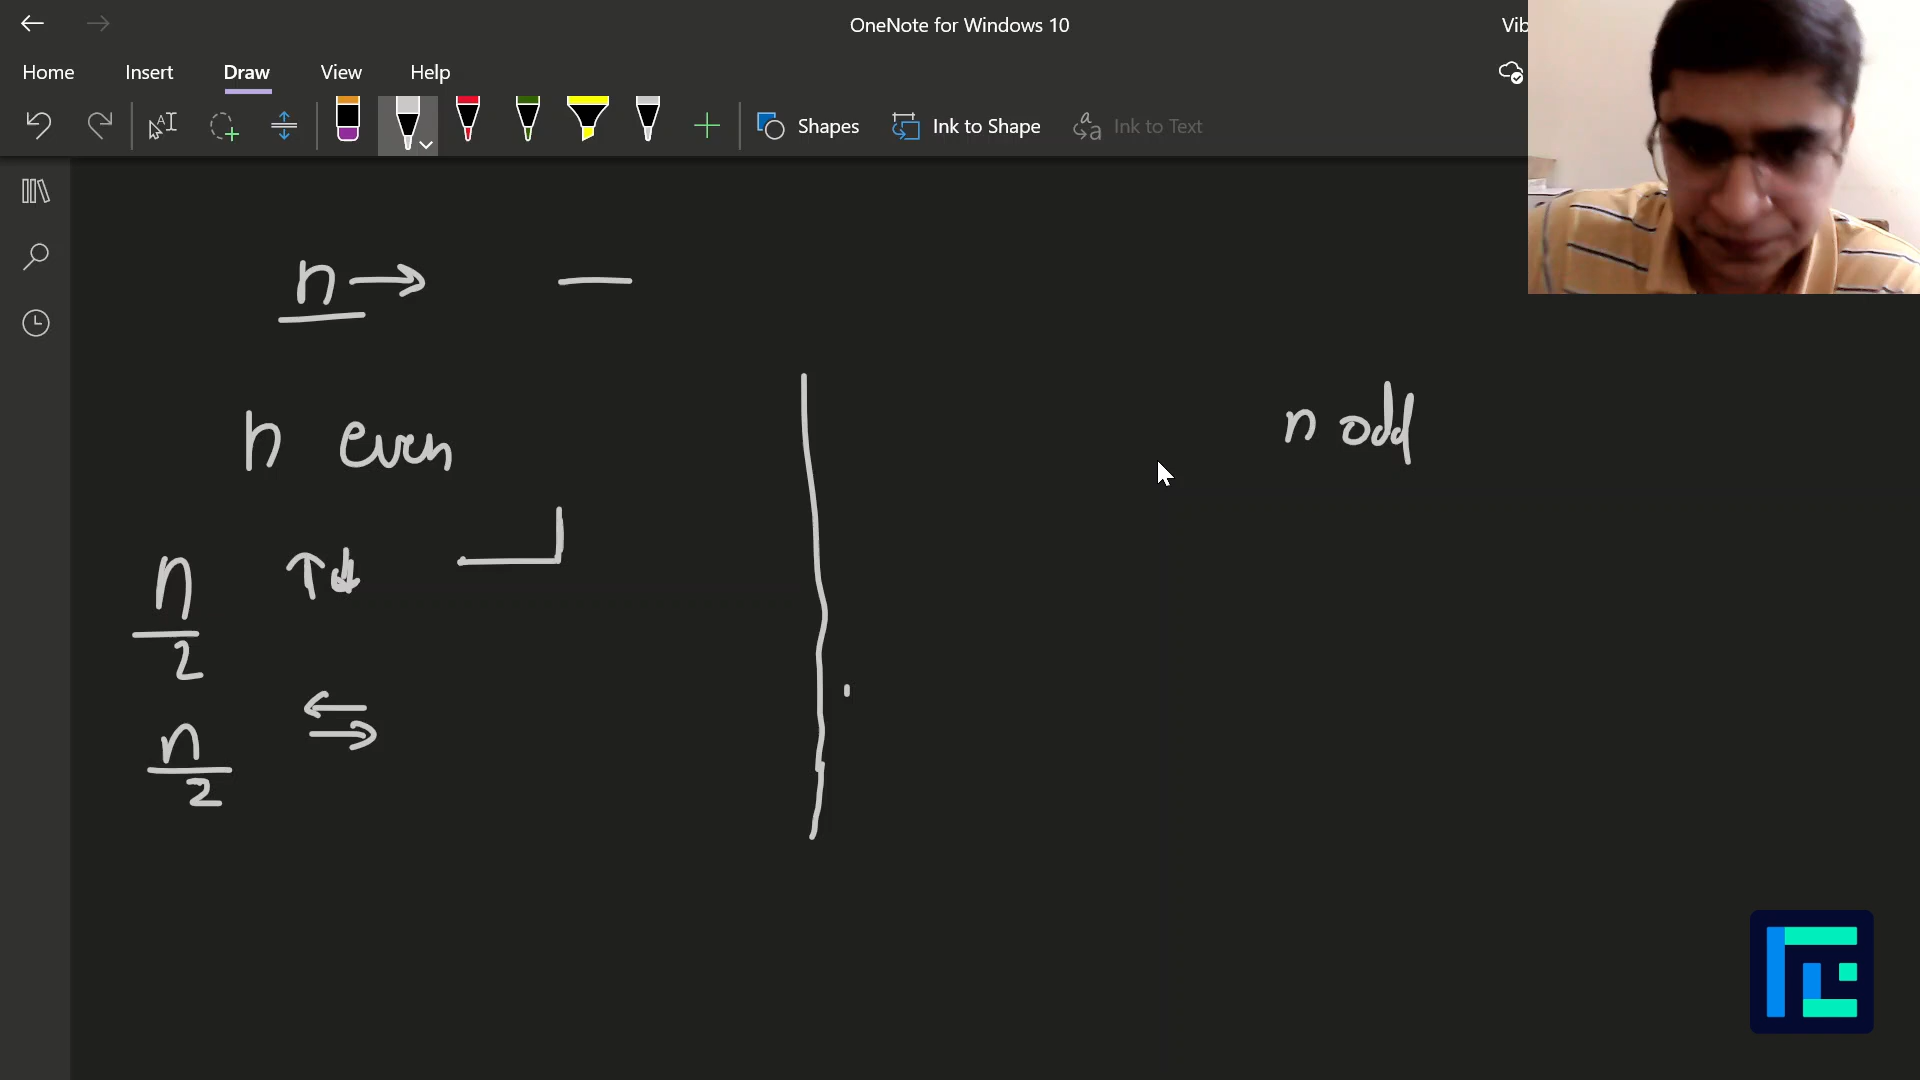 OneNote for Windows 10
Vib
Home Insert Draw View Help
Shapes Ink to Shape Ink to Text
n → —
n even
n odd
n ↑↓
2
n ←
→
2